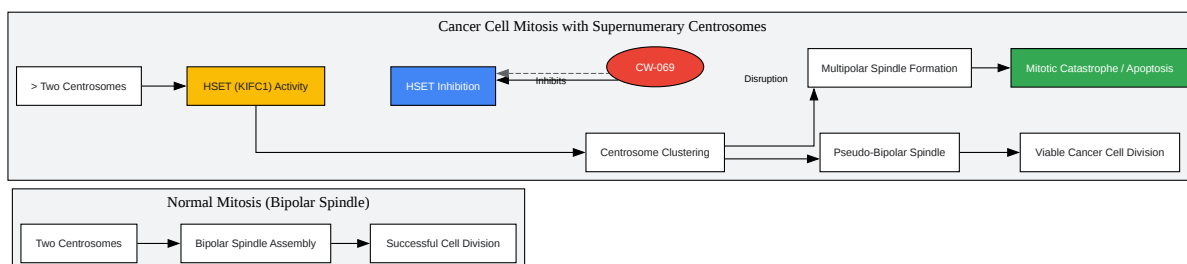 Cancer Cell Mitosis with Supernumerary Centrosomes
> Two Centrosomes
HSET (KIFC1) Activity
HSET Inhibition
CW-069
Inhibits
Disruption
Multipolar Spindle Formation
Mitotic Catastrophe / Apoptosis
Centrosome Clustering
Pseudo-Bipolar Spindle
Viable Cancer Cell Division
Normal Mitosis (Bipolar Spindle)
Two Centrosomes
Bipolar Spindle Assembly
Successful Cell Division